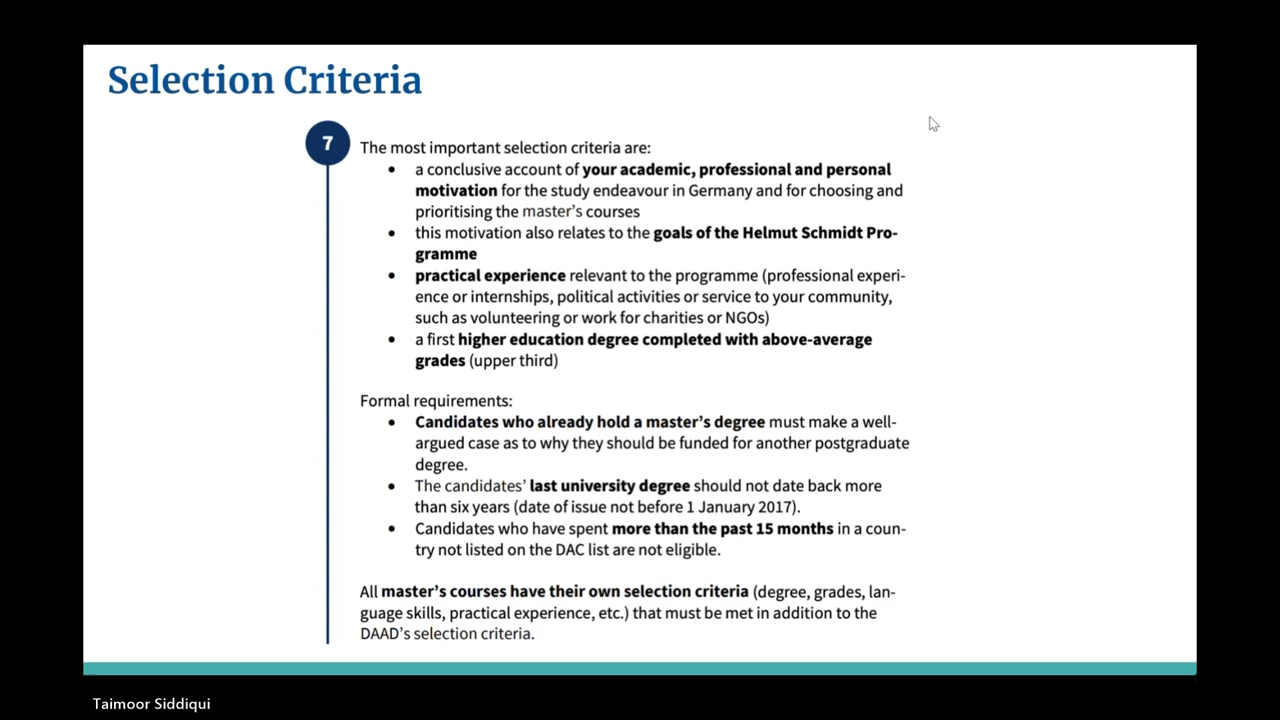 Selection Criteria
7
The most important selection criteria are:
• a conclusive account of your academic, professional and personal
motivation for the study endeavour in Germany and for choosing and
prioritising the master's courses
• this motivation also relates to the goals of the Helmut Schmidt Pro-
gramme
• practical experience relevant to the programme (professional experi-
ence or internships, political activities or service to your community,
such as volunteering or work for charities or NGOs)
• a first higher education degree completed with above-average
grades (upper third)
Formal requirements:
• Candidates who already hold a master's degree must make a well-
argued case as to why they should be funded for another postgraduate
degree.
• The candidates' last university degree should not date back more
than six years (date of issue not before 1 January 2017).
• Candidates who have spent more than the past 15 months in a coun-
try not listed on the DAC list are not eligible.
All master's courses have their own selection criteria (degree, grades, lan-
guage skills, practical experience, etc.) that must be met in addition to the
DAAD's selection criteria.
Taimoor Siddiqui